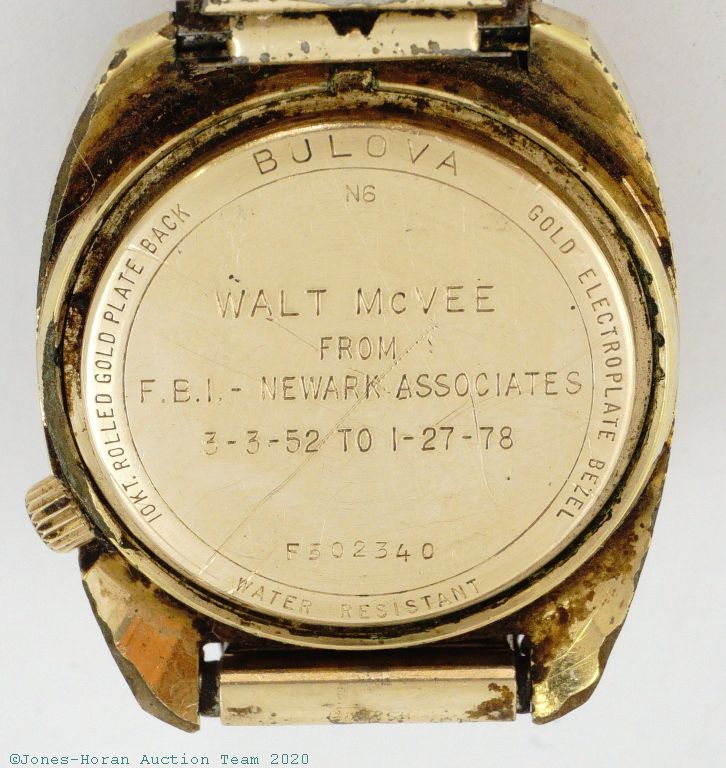 BULOVA
N6
10KT. ROLLED GOLD PLATE BACK
GOLD ELECTROPLATE BEZEL
WALT McVEE
FROM
F.B.I. - NEWARK ASSOCIATES
3-3-52 TO 1-27-78
F502340
WATER RESISTANT
©Jones-Horan Auction Team 2020